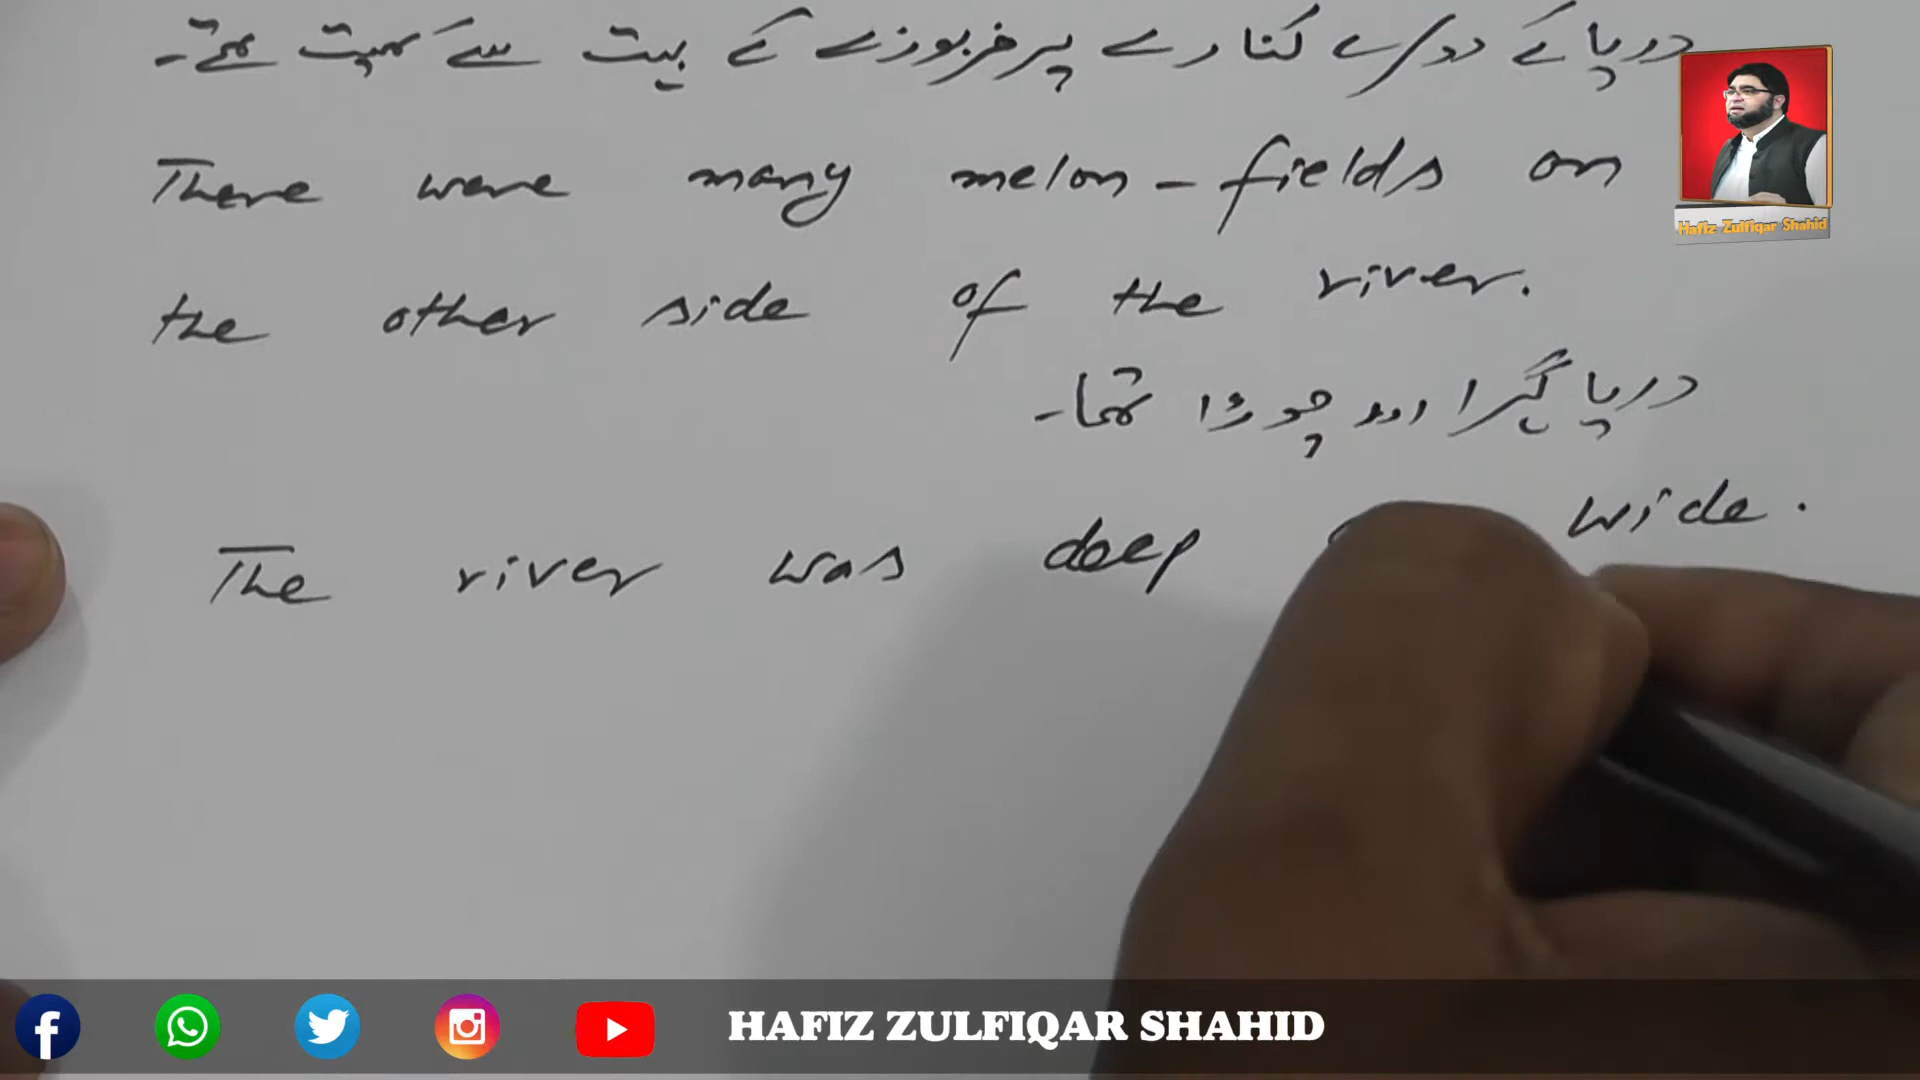 دریا کے دوسرے کنارے پر خربوزے کے بہت سے کھیت تھے۔
There were many melon-fields on
the other side of the river.
دریا گہرا اور چوڑا تھا۔
The river was deep wide.
Hafiz Zulfiqar Shahid
HAFIZ ZULFIQAR SHAHID